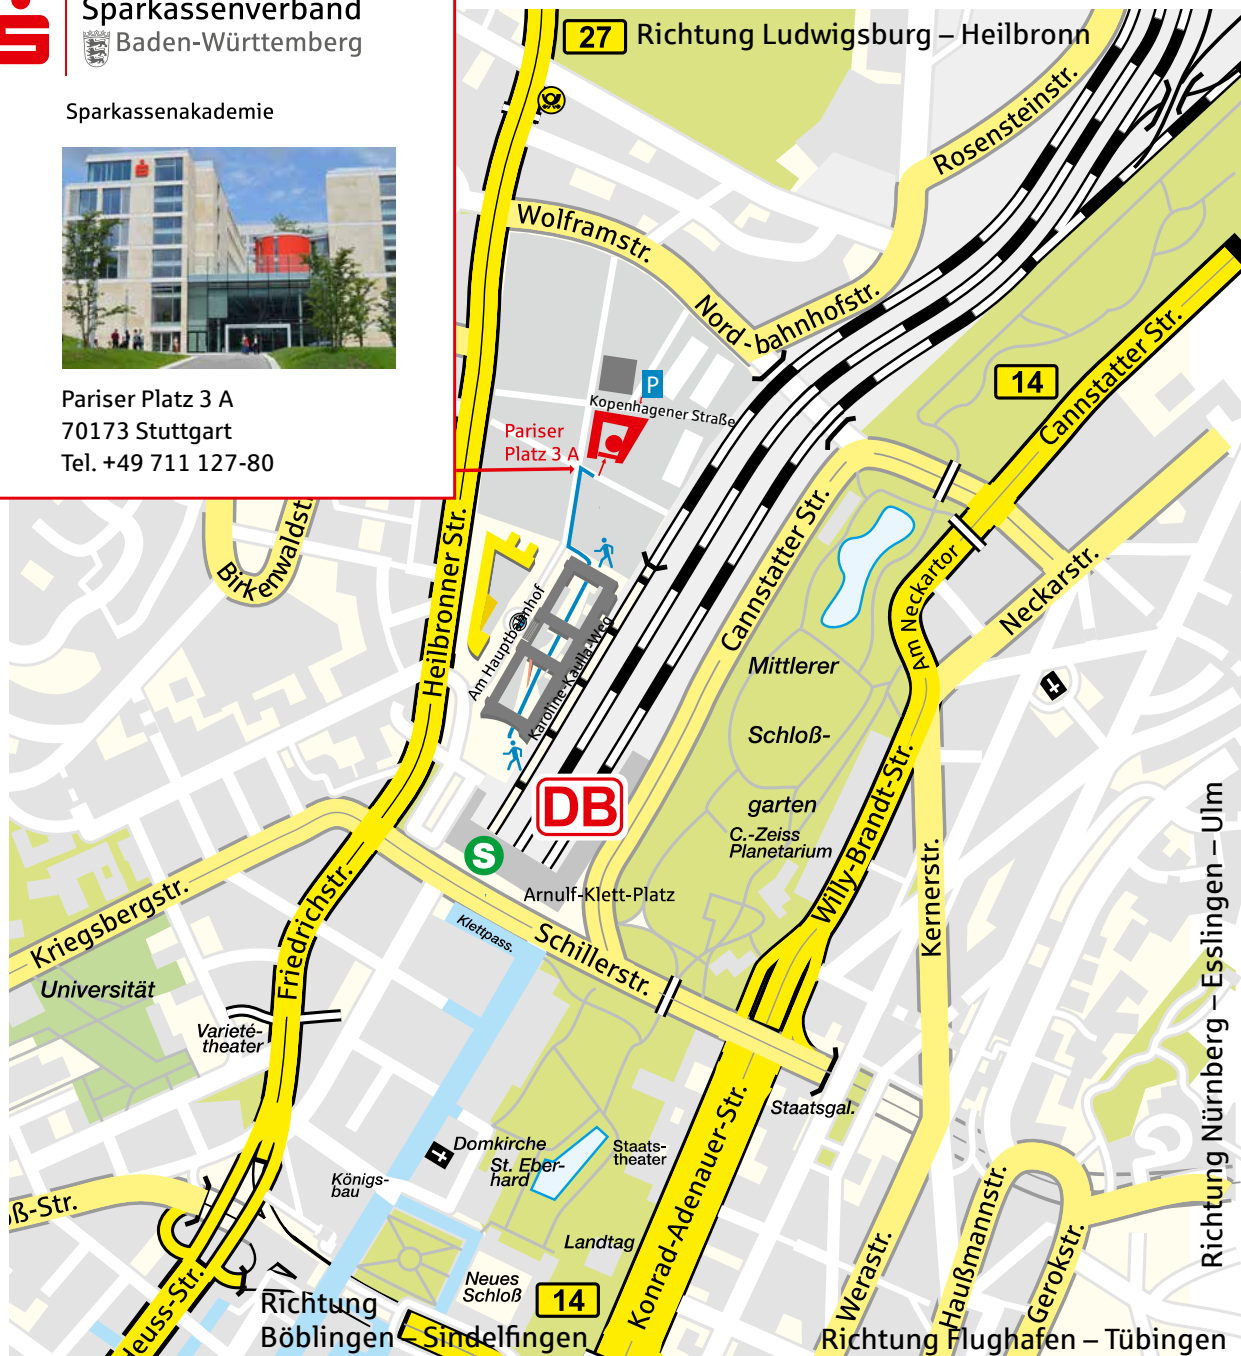 Sparkassenverband
Baden-Württemberg
Sparkassenakademie
Pariser Platz 3 A
70173 Stuttgart
Tel. +49 711 127-80
27 Richtung Ludwigsburg – Heilbronn
Rosensteinstr.
Wolframstr.
Nord-bahnhofstr.
14
Cannstatter Str.
P
Kopenhagener Straße
Pariser
Platz 3 A
Birkenwaldst
Heilbronner Str.
Am Hauptbahnhof
Karoline-Kaulla-Weg
Cannstatter Str.
Am Neckartor
Neckarstr.
Mittlerer
Schloß-
garten
C.-Zeiss
Planetarium
DB
S
Arnulf-Klett-Platz
Willy-Brandt-Str.
Kernerstr.
Richtung Nürnberg – Esslingen – Ulm
Kriegsbergstr.
Friedrichstr.
Klettpass.
Schillerstr.
Universität
Varieté-
theater
Staatsgal.
Konrad-Adenauer-Str.
Domkirche
St. Eber-
hard
Staats-
theater
Königs-
bau
ß-Str.
Landtag
Neues
Schloß
14
Werastr.
Haußmannstr.
Gerokstr.
euss-Str.
Richtung
Böblingen – Sindelfingen
Richtung Flughafen – Tübingen